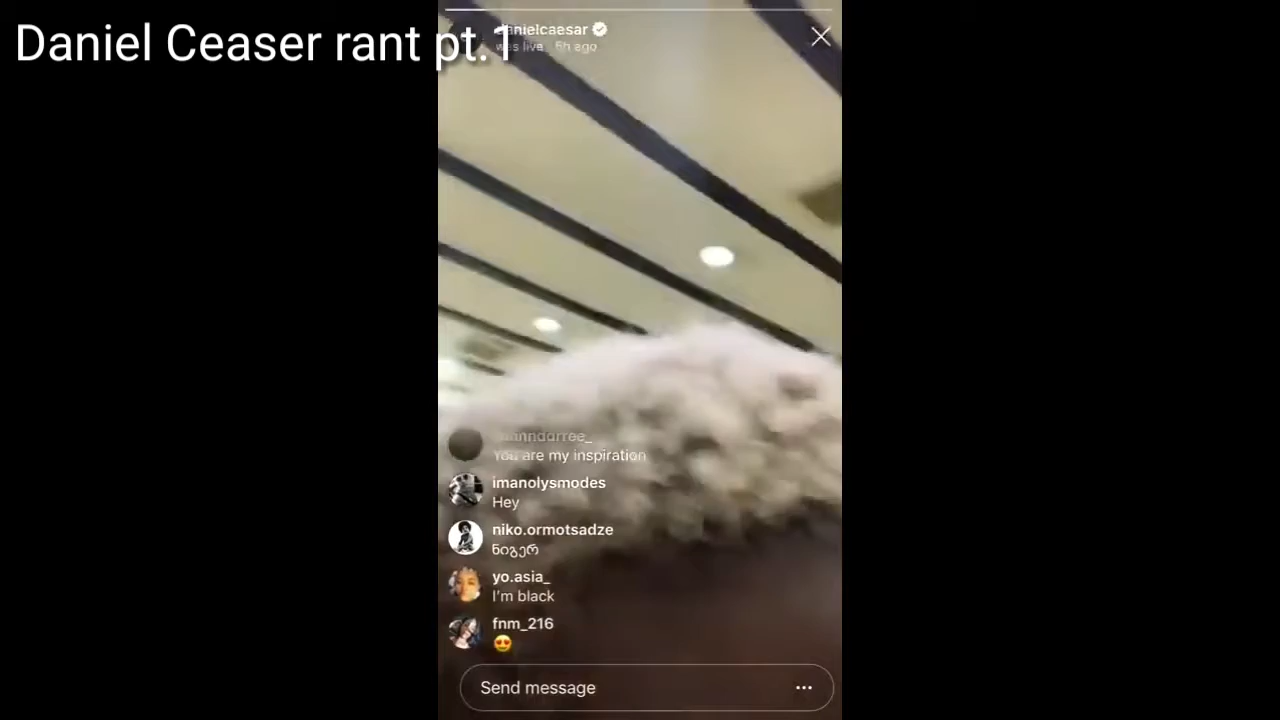 Daniel Ceaser rant pt.1
danielcaesar
was live 5h ago
You are my inspiration
imanolysmodes
Hey
niko.ormotsadze
ნიგერ
yo.asia_
I'm black
fnm_216
😍
Send message